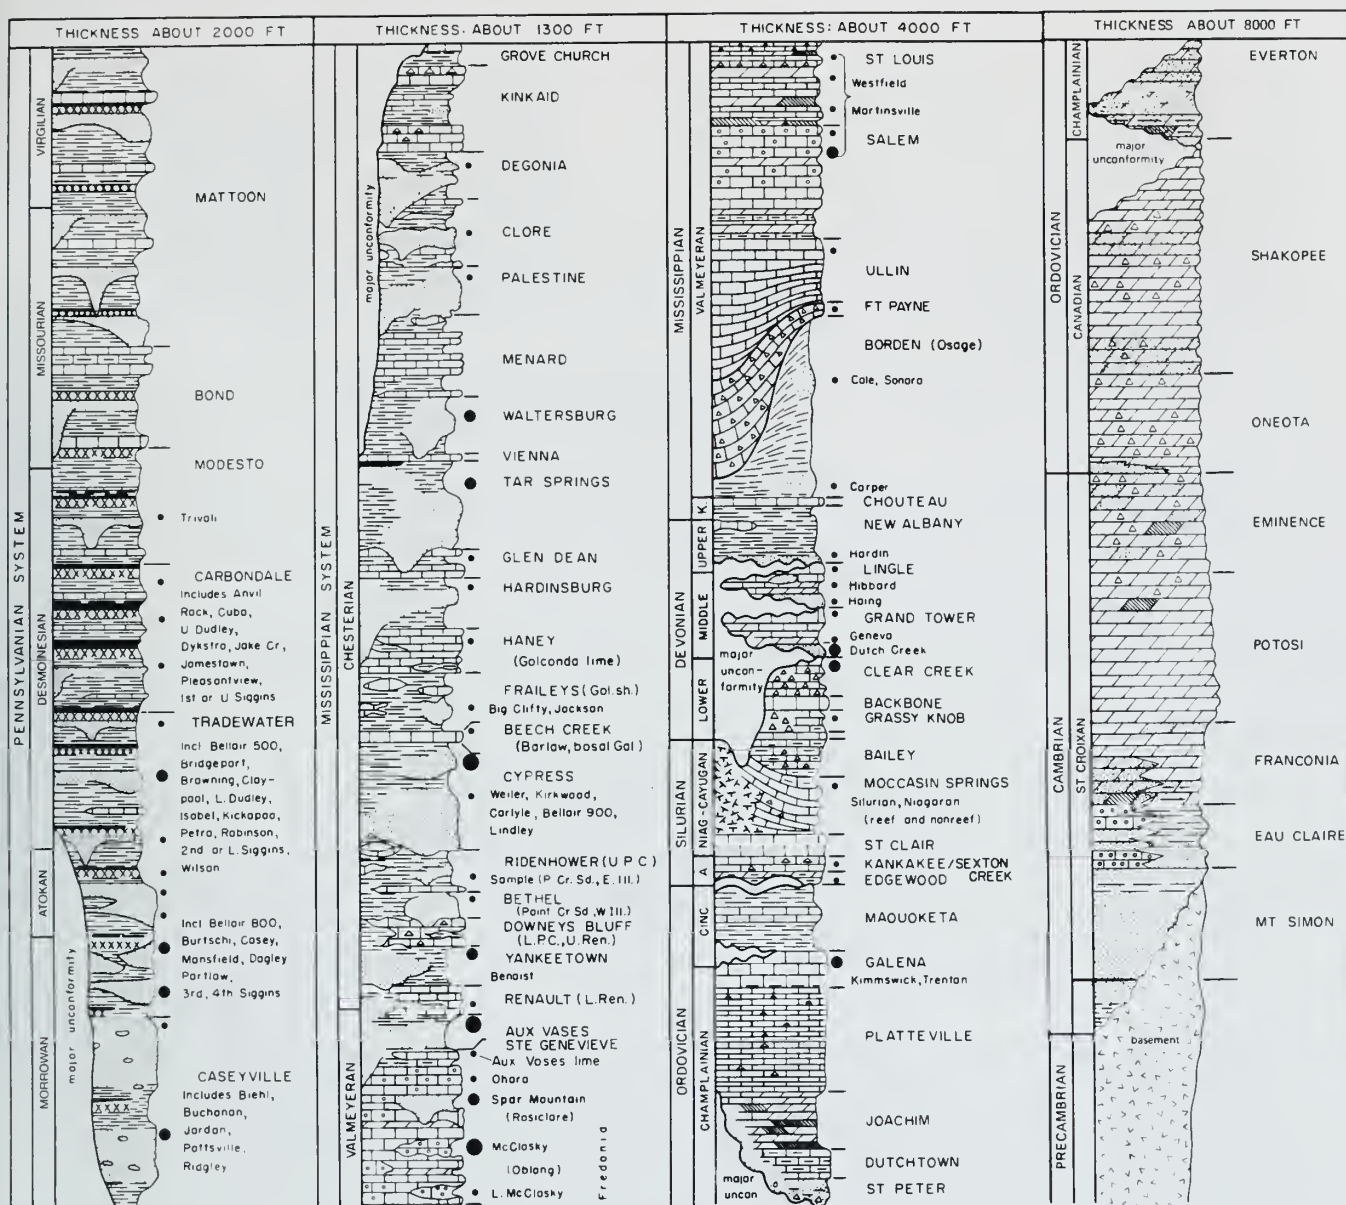 THICKNESS ABOUT 2000 FT
PENNSYLVANIAN SYSTEM
VIRGILIAN
MISSOURIAN
DESMOINESIAN
ATOKAN
MORROWAN
major unconformity
MATTOON
BOND
MODESTO
Trivoli
CARBONDALE
Includes Anvil
Rock, Cuba,
U Dudley,
Dykstra, Jake Cr,
Jamestown,
Pleasantview,
1st or U Siggins
TRADEWATER
Incl Bellair 500,
Bridgeport,
Browning, Clay-
pool, L. Dudley,
Isabel, Kickapoo,
Petro, Robinson,
2nd or L. Siggins,
Wilson
Incl Bellair 800,
Burtschi, Casey,
Mansfield, Dagley
Partlow,
3rd, 4th Siggins
CASEYVILLE
Includes Biehl,
Buchanan,
Jordan,
Pottsville,
Ridgley
THICKNESS: ABOUT 1300 FT
MISSISSIPPIAN SYSTEM
CHESTERIAN
VALMEYERAN
major unconformity
GROVE CHURCH
KINKAID
DEGONIA
CLORE
PALESTINE
MENARD
WALTERSBURG
VIENNA
TAR SPRINGS
GLEN DEAN
HARDINSBURG
HANEY
(Golconda lime)
FRAILEYS (Gol. sh.)
Big Clifty, Jackson
BEECH CREEK
(Barlow, basal Gol)
CYPRESS
Weiler, Kirkwood,
Carlyle, Bellair 900,
Lindley
RIDENHOWER (U P C)
Sample (P. Cr. Sd., E. Ill.)
BETHEL
(Paint Cr Sd, W Ill.)
DOWNEYS BLUFF
(L.P.C., U. Ren.)
YANKEETOWN
Benoist
RENAULT (L. Ren.)
AUX VASES
STE GENEVIEVE
Aux Vases lime
Ohara
Spar Mountain
(Rosiclare)
McClosky
(Oblong)
L. McClosky
Fredonia
THICKNESS: ABOUT 4000 FT
MISSISSIPPIAN
VALMEYERAN
K.
DEVONIAN
UPPER
MIDDLE
LOWER
SILURIAN
NIAG-CAYUGAN
A
ORDOVICIAN
CINC
CHAMPLAINIAN
ST LOUIS
Westfield
Martinsville
SALEM
ULLIN
FT PAYNE
BORDEN (Osage)
Cole, Sonora
Carper
CHOUTEAU
NEW ALBANY
Hardin
LINGLE
Hibbard
Hoing
GRAND TOWER
Geneva
Dutch Creek
major
uncon-
formity
CLEAR CREEK
BACKBONE
GRASSY KNOB
BAILEY
MOCCASIN SPRINGS
Silurian, Niagaran
(reef and nonreef)
ST CLAIR
KANKAKEE/SEXTON
EDGEWOOD CREEK
MAQUOKETA
GALENA
Kimmswick, Trenton
PLATTEVILLE
JOACHIM
DUTCHTOWN
ST PETER
major
uncon
THICKNESS ABOUT 8000 FT
ORDOVICIAN
CHAMPLAINIAN
CANADIAN
CAMBRIAN
ST CROIXAN
PRECAMBRIAN
EVERTON
major
unconformity
SHAKOPEE
ONEOTA
EMINENCE
POTOSI
FRANCONIA
EAU CLAIRE
MT SIMON
basement